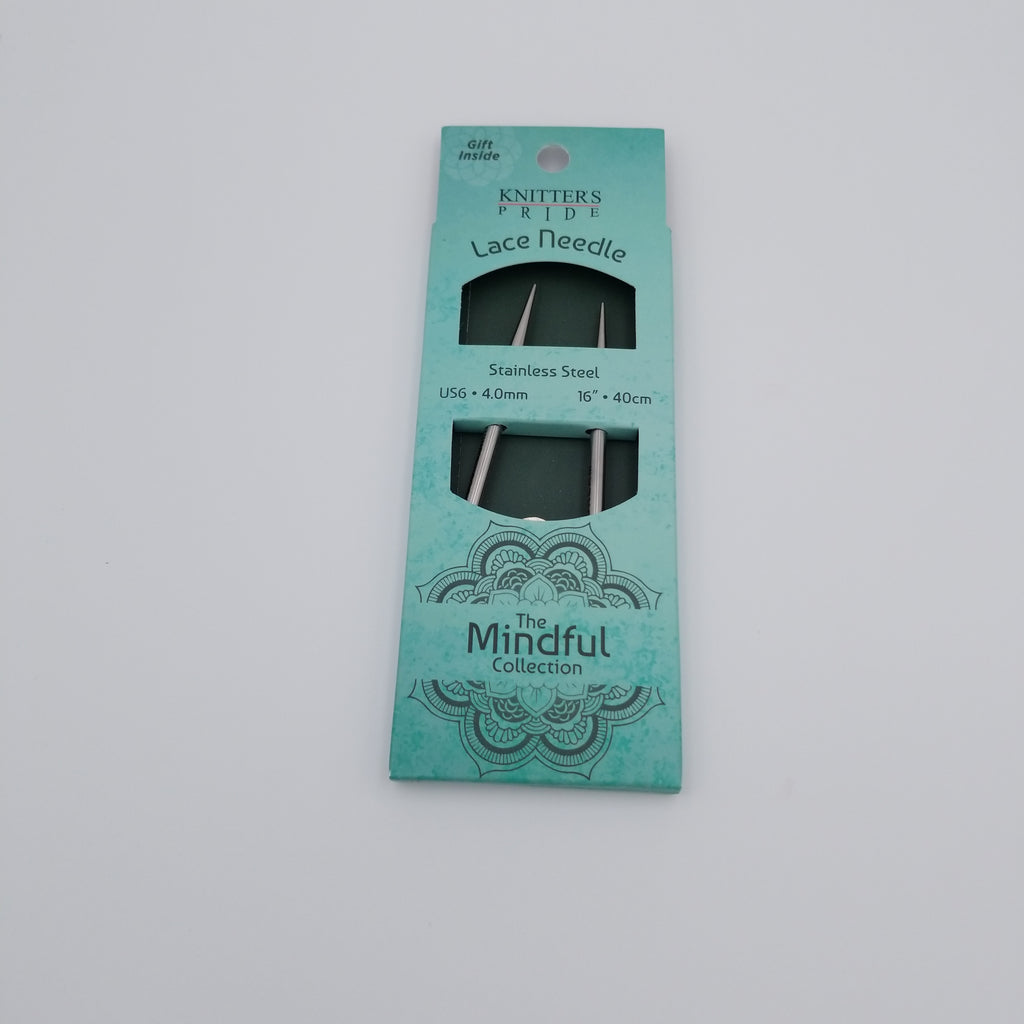 Gift
Inside
KNITTER'S
PRIDE
Lace Needle
Stainless Steel
US6 • 4.0mm 16" • 40cm
The
Mindful
Collection